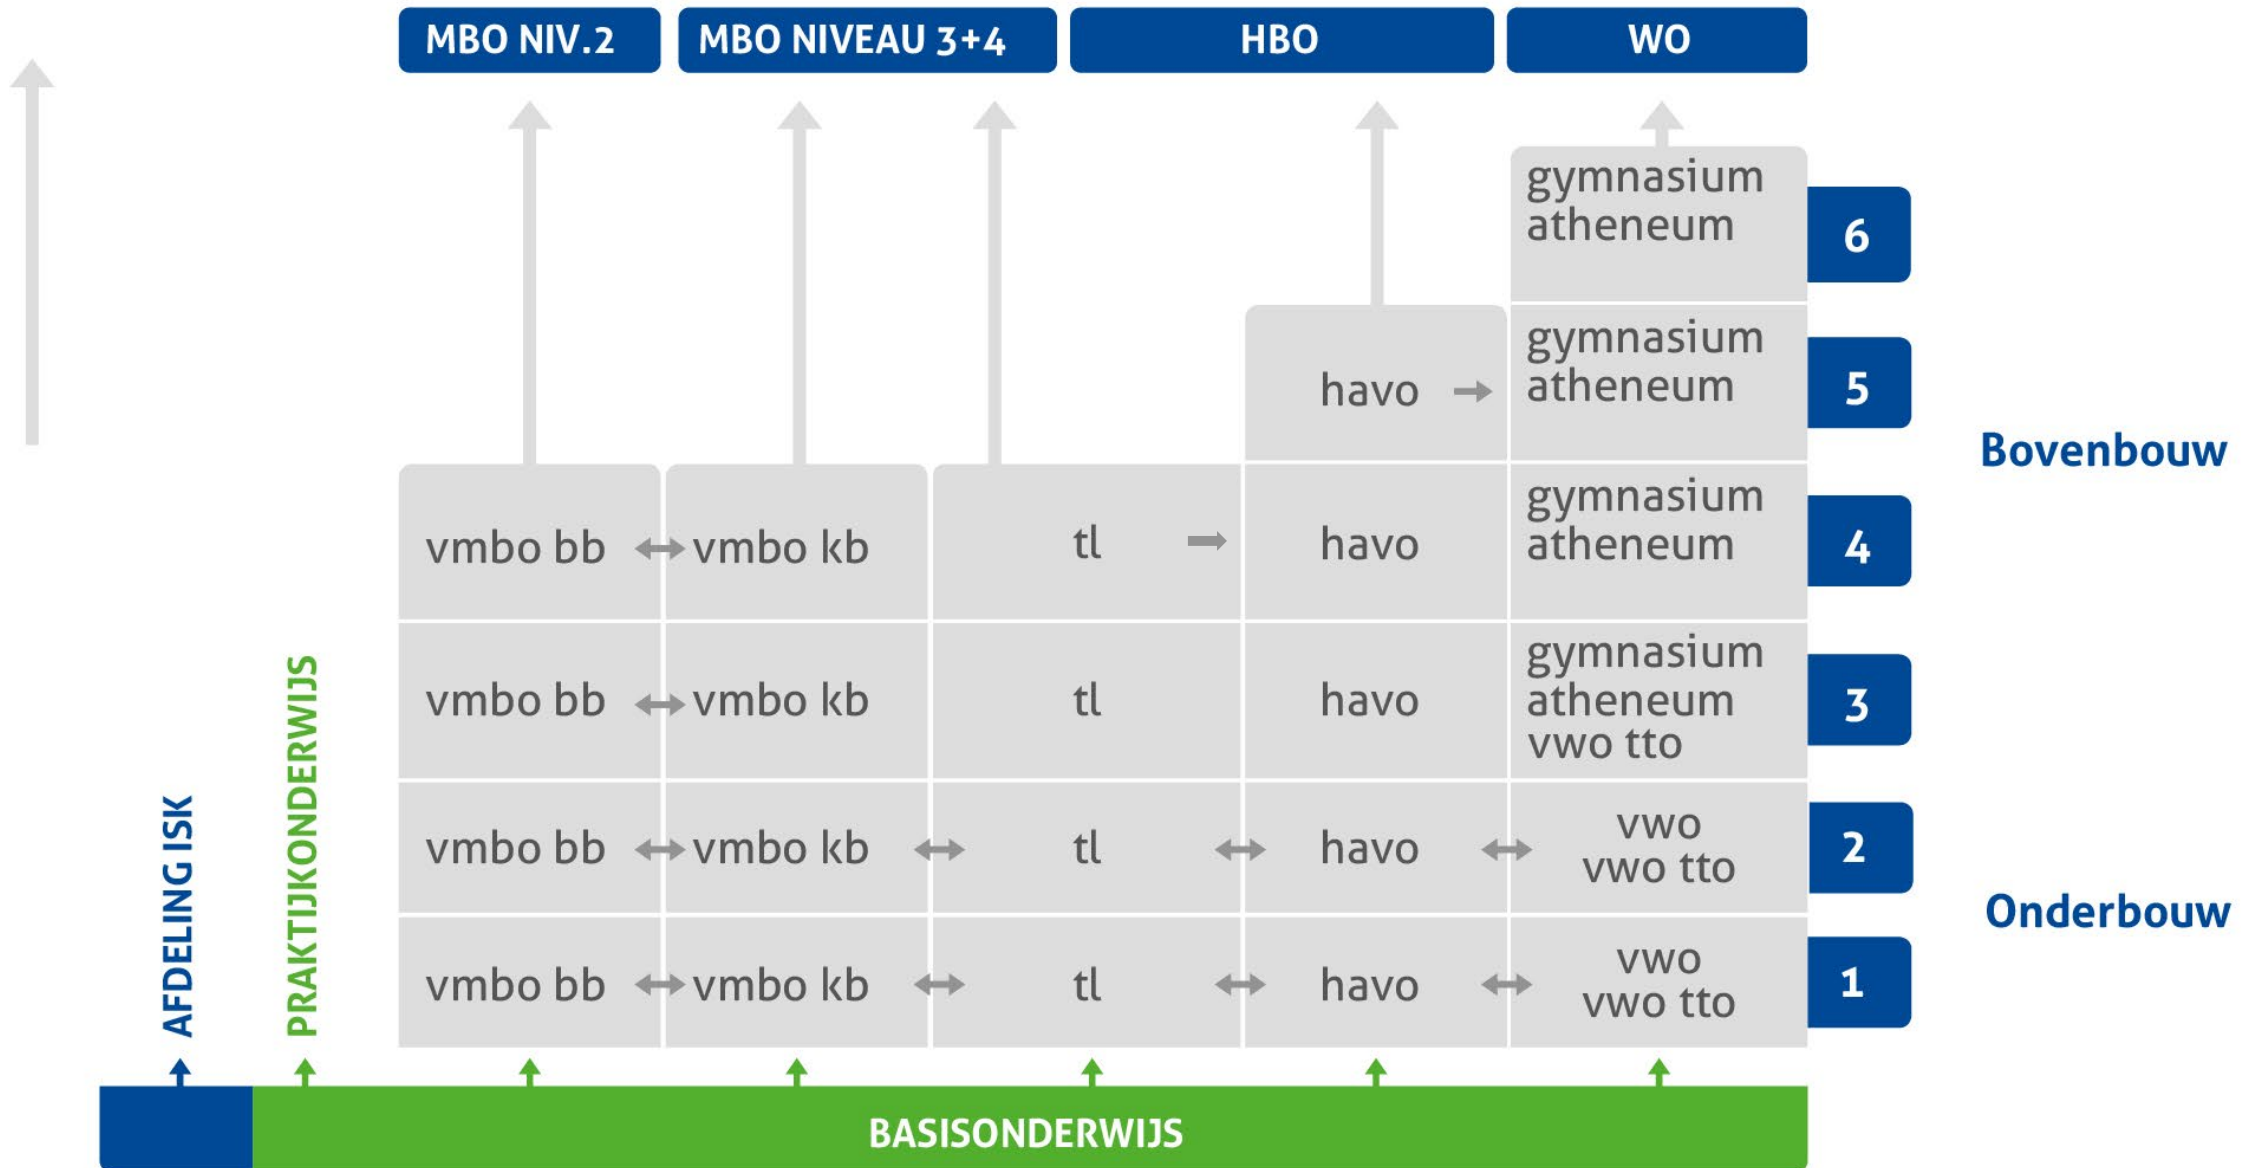 MBO NIV.2
MBO NIVEAU 3+4
HBO
WO
gymnasium
atheneum
6
havo
gymnasium
atheneum
5
Bovenbouw
vmbo bb
vmbo kb
tl
havo
gymnasium
atheneum
4
vmbo bb
vmbo kb
tl
havo
gymnasium
atheneum
vwo tto
3
vmbo bb
vmbo kb
tl
havo
vwo
vwo tto
2
Onderbouw
vmbo bb
vmbo kb
tl
havo
vwo
vwo tto
1
AFDELING ISK
PRAKTIJKONDERWIJS
BASISONDERWIJS